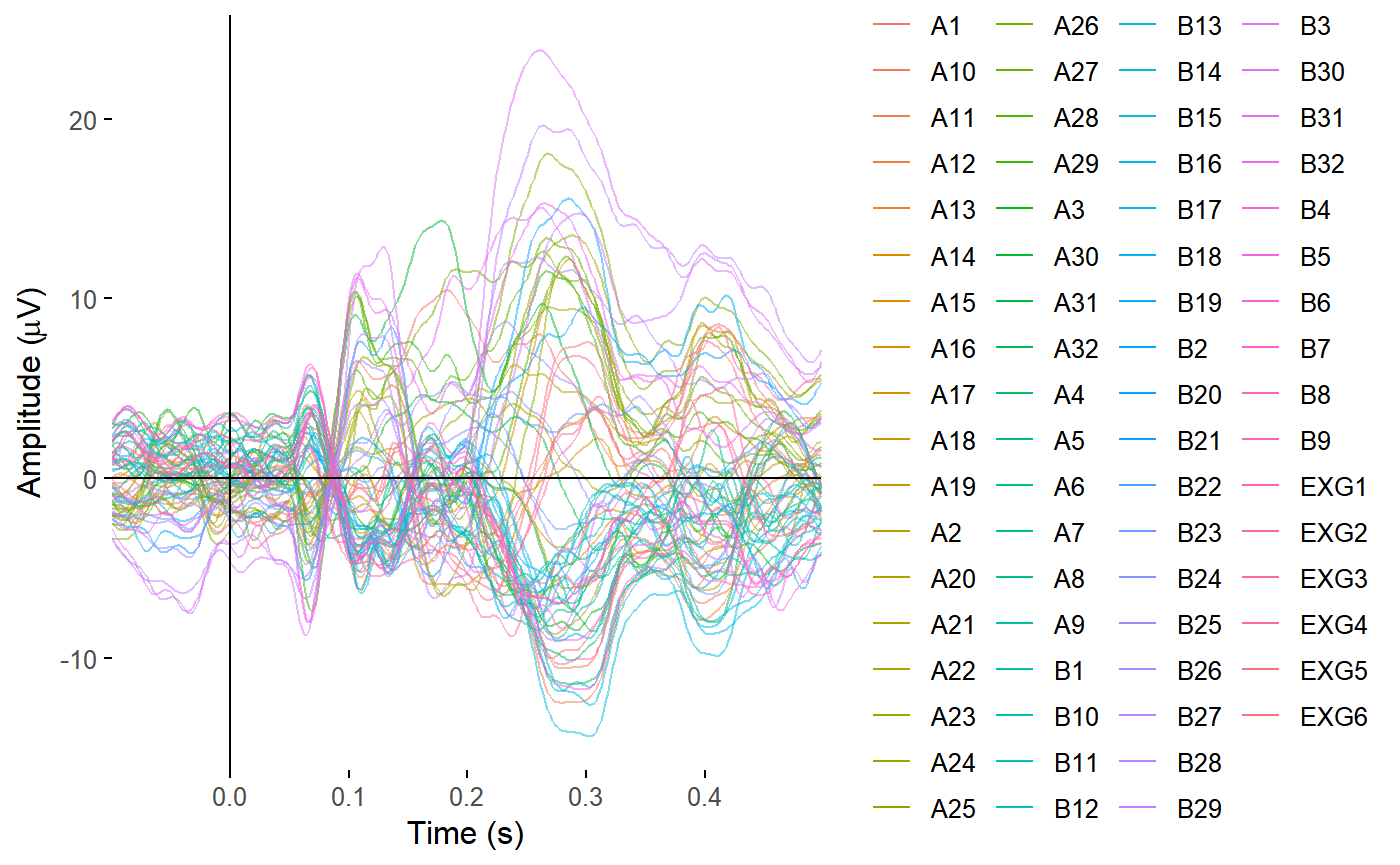 20
10
0
-10
Amplitude (μV)
0.0 0.1 0.2 0.3 0.4
Time (s)
A1 A26 B13 B3
A10 A27 B14 B30
A11 A28 B15 B31
A12 A29 B16 B32
A13 A3 B17 B4
A14 A30 B18 B5
A15 A31 B19 B6
A16 A32 B2 B7
A17 A4 B20 B8
A18 A5 B21 B9
A19 A6 B22 EXG1
A2 A7 B23 EXG2
A20 A8 B24 EXG3
A21 A9 B25 EXG4
A22 B1 B26 EXG5
A23 B10 B27 EXG6
A24 B11 B28
A25 B12 B29